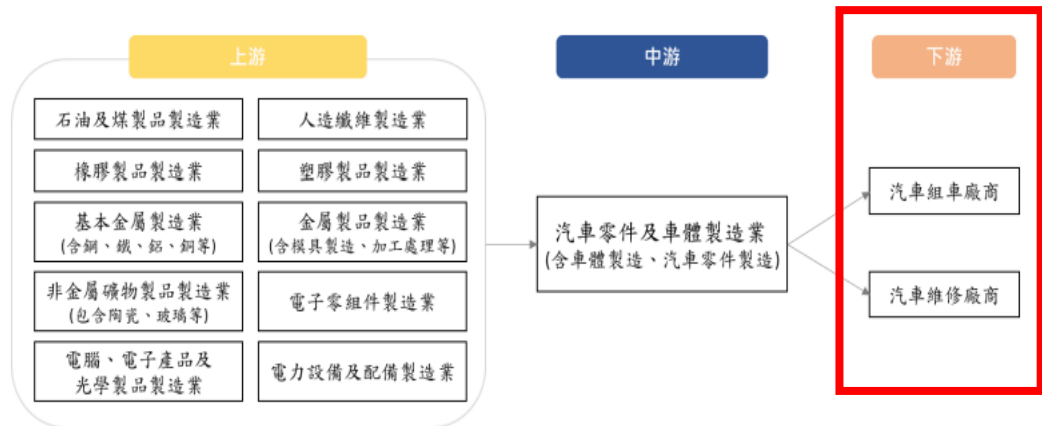 上游
中游
下游
石油及煤製品製造業
人造纖維製造業
橡膠製品製造業
塑膠製品製造業
基本金屬製造業
(含鋼、鐵、鋁、銅等)
金屬製品製造業
(含模具製造、加工處理等)
非金屬礦物製品製造業
(包含陶瓷、玻璃等)
電子零組件製造業
電腦、電子產品及
光學製品製造業
電力設備及配備製造業
汽車零件及車體製造業
(含車體製造、汽車零件製造)
汽車組車廠商
汽車維修廠商